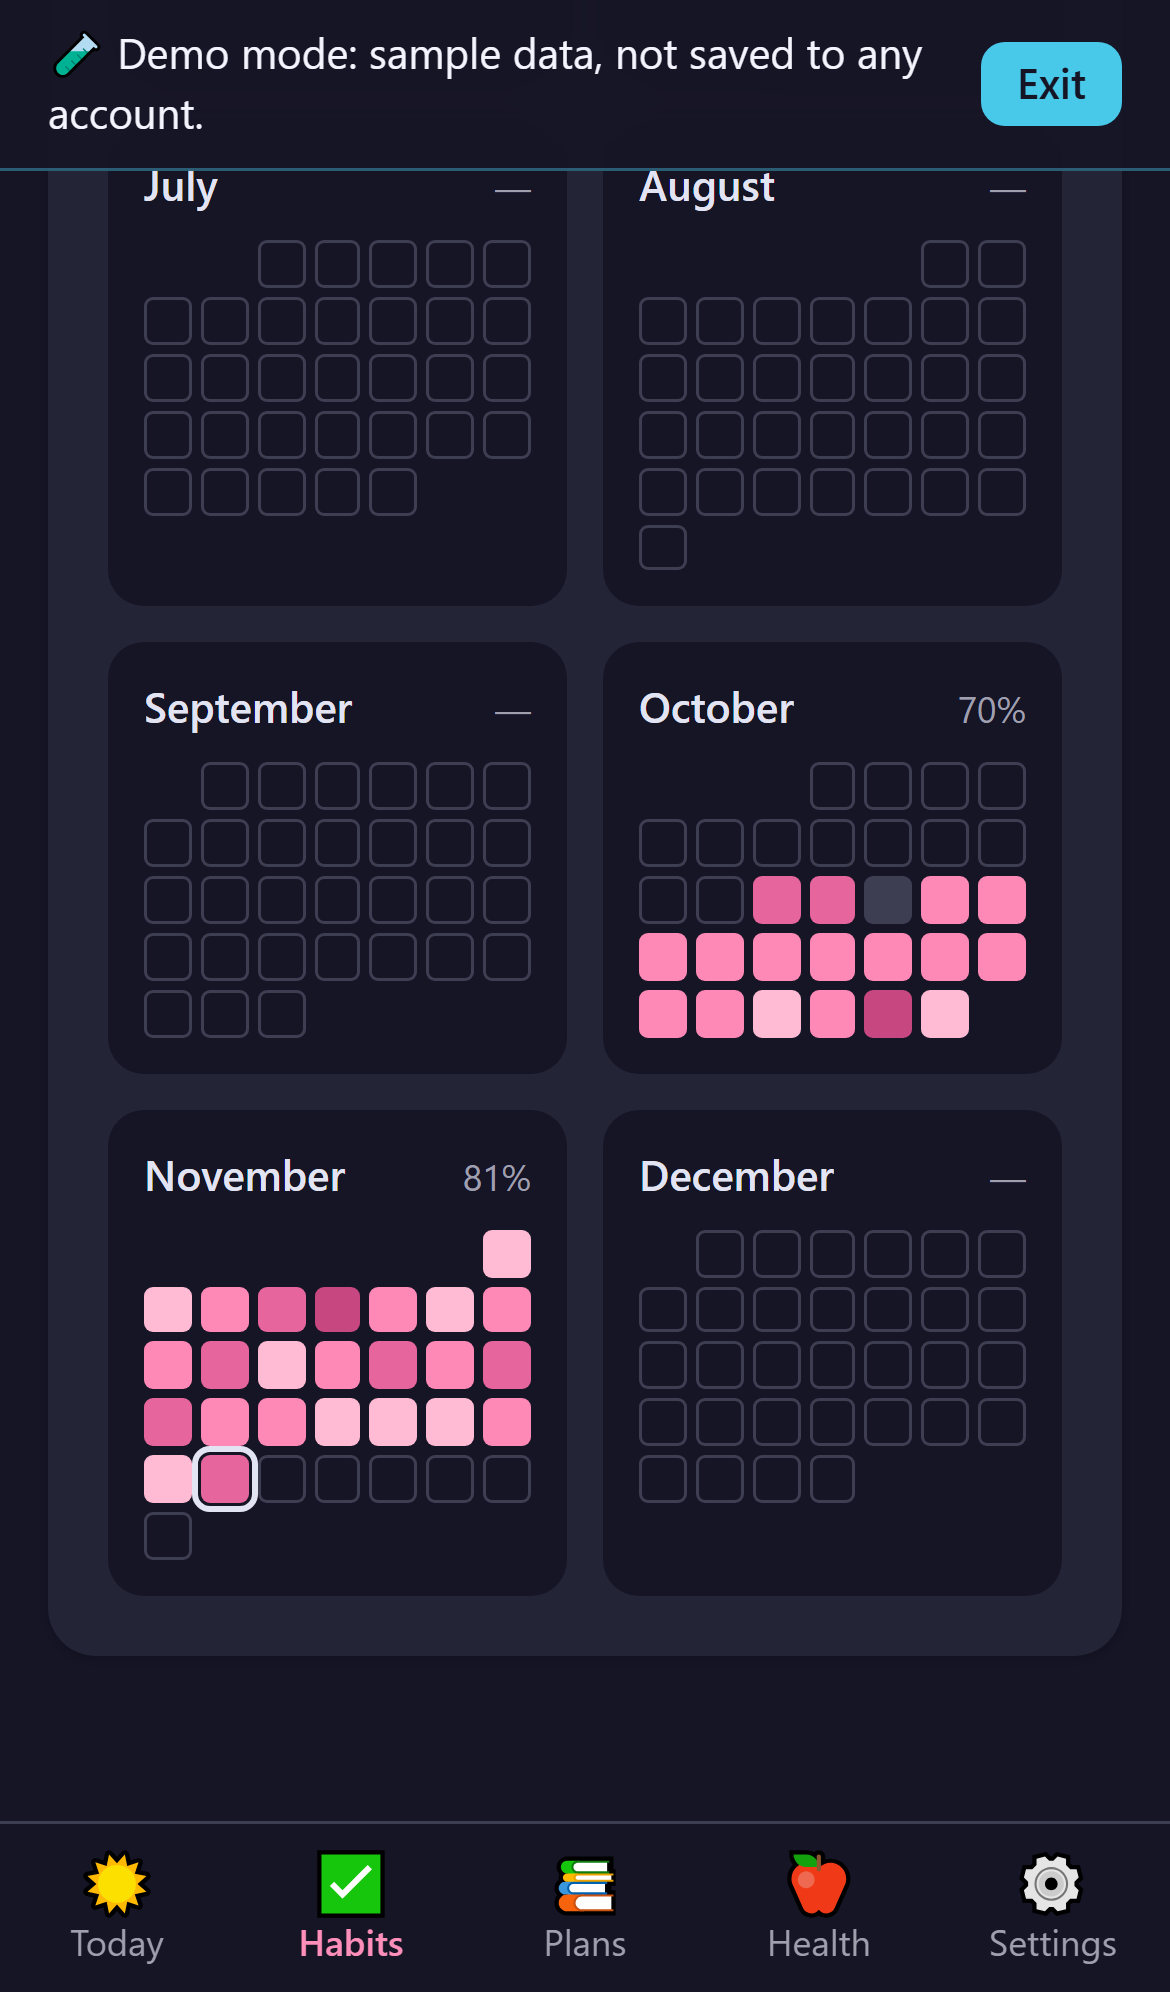 Demo mode: sample data, not saved to any
account.
Exit
July —
August —
September —
October 70%
November 81%
December —
Today
Habits
Plans
Health
Settings